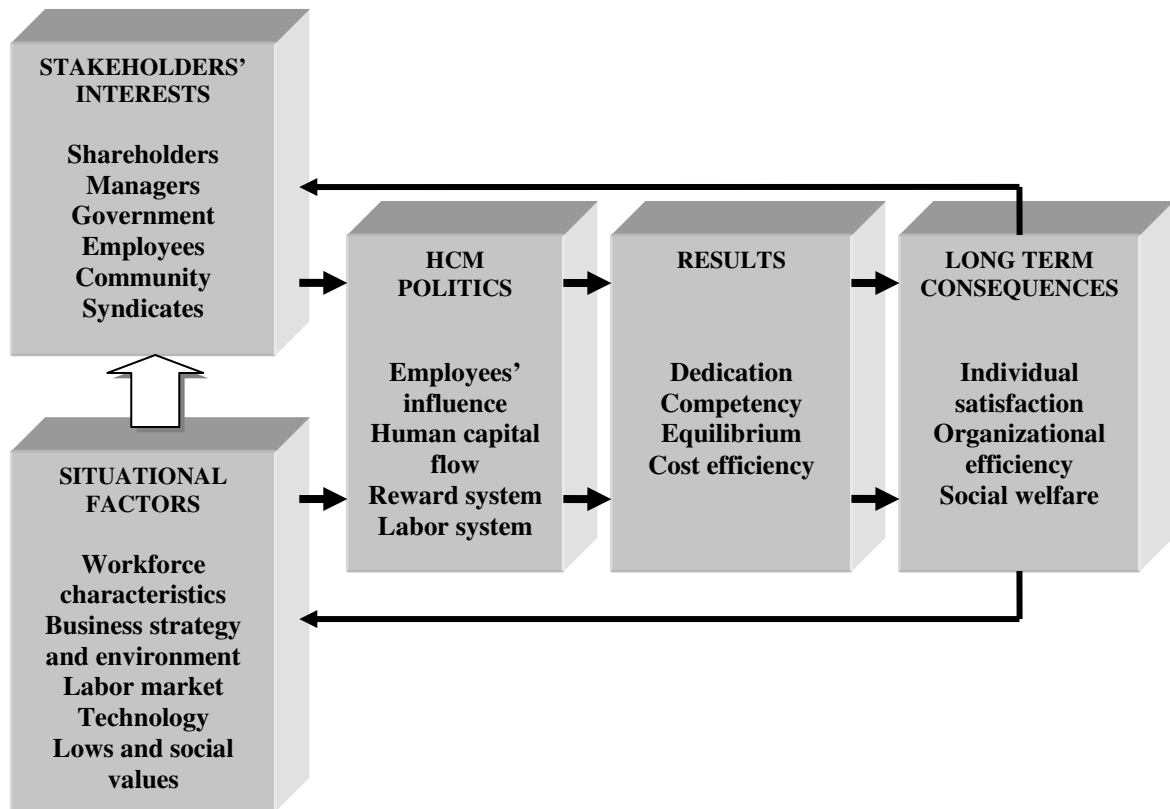 STAKEHOLDERS’
INTERESTS
Shareholders
Managers
Government
Employees
Community
Syndicates
SITUATIONAL
FACTORS
Workforce
characteristics
Business strategy
and environment
Labor market
Technology
Lows and social
values
HCM
POLITICS
Employees’
influence
Human capital
flow
Reward system
Labor system
RESULTS
Dedication
Competency
Equilibrium
Cost efficiency
LONG TERM
CONSEQUENCES
Individual
satisfaction
Organizational
efficiency
Social welfare